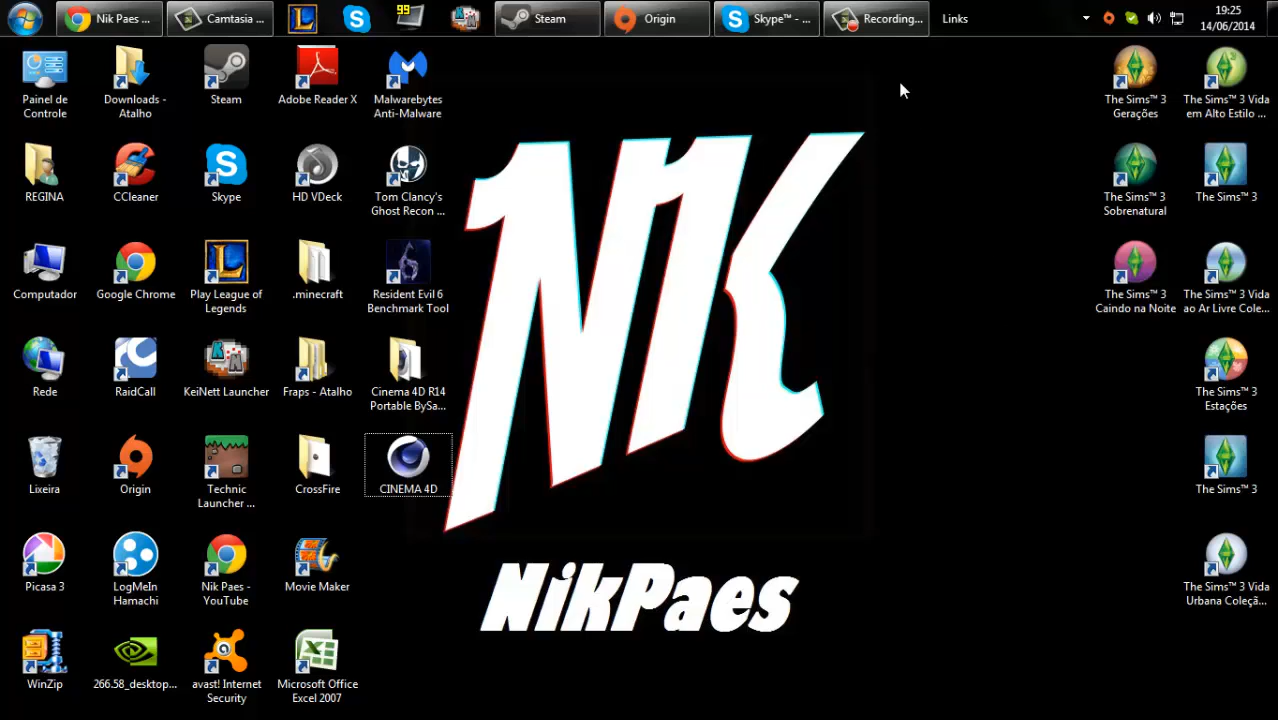 Nik Paes ...
Camtasia ...
99
Steam
Origin
Skype™ - ...
Recording...
Links
19:25
14/06/2014
Painel de
Controle
Downloads -
Atalho
Steam
Adobe Reader X
Malwarebytes
Anti-Malware
The Sims™ 3
Gerações
The Sims™ 3 Vida
em Alto Estilo ...
REGINA
CCleaner
Skype
HD VDeck
Tom Clancy's
Ghost Recon ...
The Sims™ 3
Sobrenatural
The Sims™ 3
Computador
Google Chrome
Play League of
Legends
.minecraft
Resident Evil 6
Benchmark Tool
The Sims™ 3
Caindo na Noite
The Sims™ 3 Vida
ao Ar Livre Cole...
Rede
RaidCall
KeiNett Launcher
Fraps - Atalho
Cinema 4D R14
Portable BySa...
The Sims™ 3
Estações
Lixeira
Origin
Technic
Launcher ...
CrossFire
CINEMA 4D
The Sims™ 3
Picasa 3
LogMeIn
Hamachi
Nik Paes -
YouTube
Movie Maker
The Sims™ 3 Vida
Urbana Coleçã...
WinZip
266.58_desktop...
avast! Internet
Security
Microsoft Office
Excel 2007
NK
NikPaes